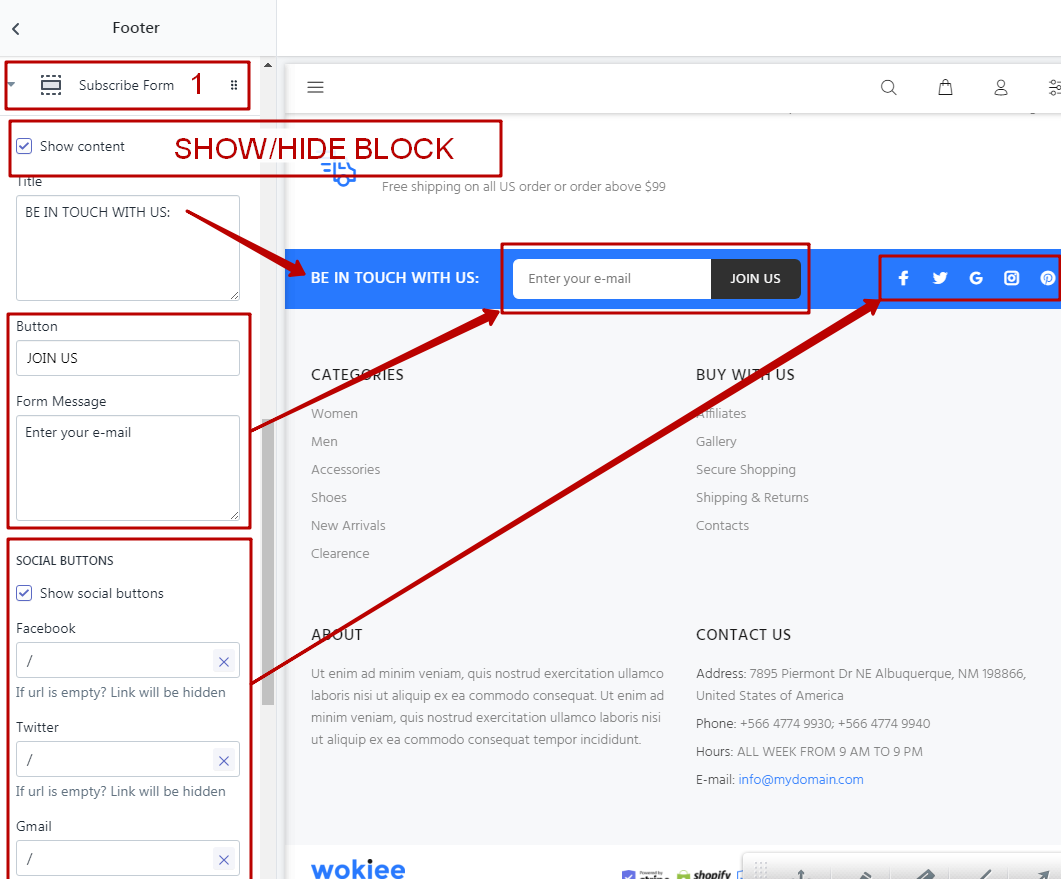 Footer
Subscribe Form 1
Show content
SHOW/HIDE BLOCK
Title
BE IN TOUCH WITH US:
Button
JOIN US
Form Message
Enter your e-mail
SOCIAL BUTTONS
Show social buttons
Facebook
/
If url is empty? Link will be hidden
Twitter
/
If url is empty? Link will be hidden
Gmail
/
Free shipping on all US order or order above $99
BE IN TOUCH WITH US:
Enter your e-mail
JOIN US
CATEGORIES
Women
Men
Accessories
Shoes
New Arrivals
Clearence
BUY WITH US
Affiliates
Gallery
Secure Shopping
Shipping & Returns
Contacts
ABOUT
Ut enim ad minim veniam, quis nostrud exercitation ullamco
laboris nisi ut aliquip ex ea commodo consequat. Ut enim ad
minim veniam, quis nostrud exercitation ullamco laboris nisi
ut aliquip ex ea commodo consequat tempor incididunt.
CONTACT US
Address: 7895 Piermont Dr NE Albuquerque, NM 198866,
United States of America
Phone: +566 4774 9930; +566 4774 9940
Hours: ALL WEEK FROM 9 AM TO 9 PM
E-mail: info@mydomain.com
wokiee
Powered by
shopify